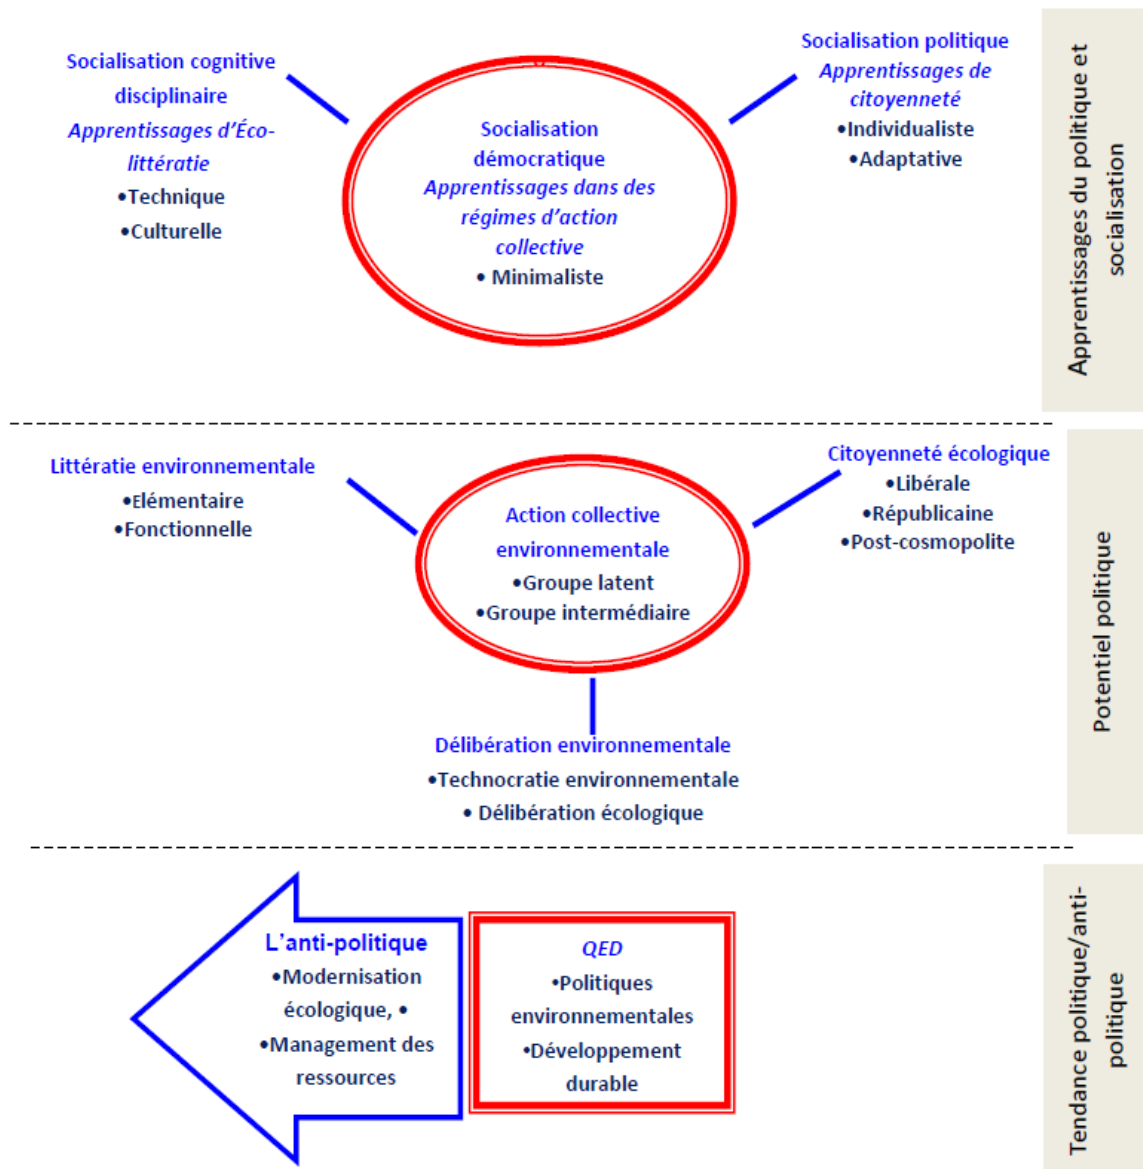 Socialisation cognitive
disciplinaire
Apprentissages d'Éco-
littératie
•Technique
•Culturelle
Socialisation
démocratique
Apprentissages dans des
régimes d'action
collective
• Minimaliste
Socialisation politique
Apprentissages de
citoyenneté
•Individualiste
•Adaptative
Apprentissages du politique et
socialisation
Littératie environnementale
•Elémentaire
•Fonctionnelle
Action collective
environnementale
•Groupe latent
•Groupe intermédiaire
Citoyenneté écologique
•Libérale
•Républicaine
•Post-cosmopolite
Délibération environnementale
•Technocratie environnementale
• Délibération écologique
Potentiel politique
L'anti-politique
•Modernisation
écologique, •
•Management des
ressources
QED
•Politiques
environnementales
•Développement
durable
Tendance politique/anti-
politique